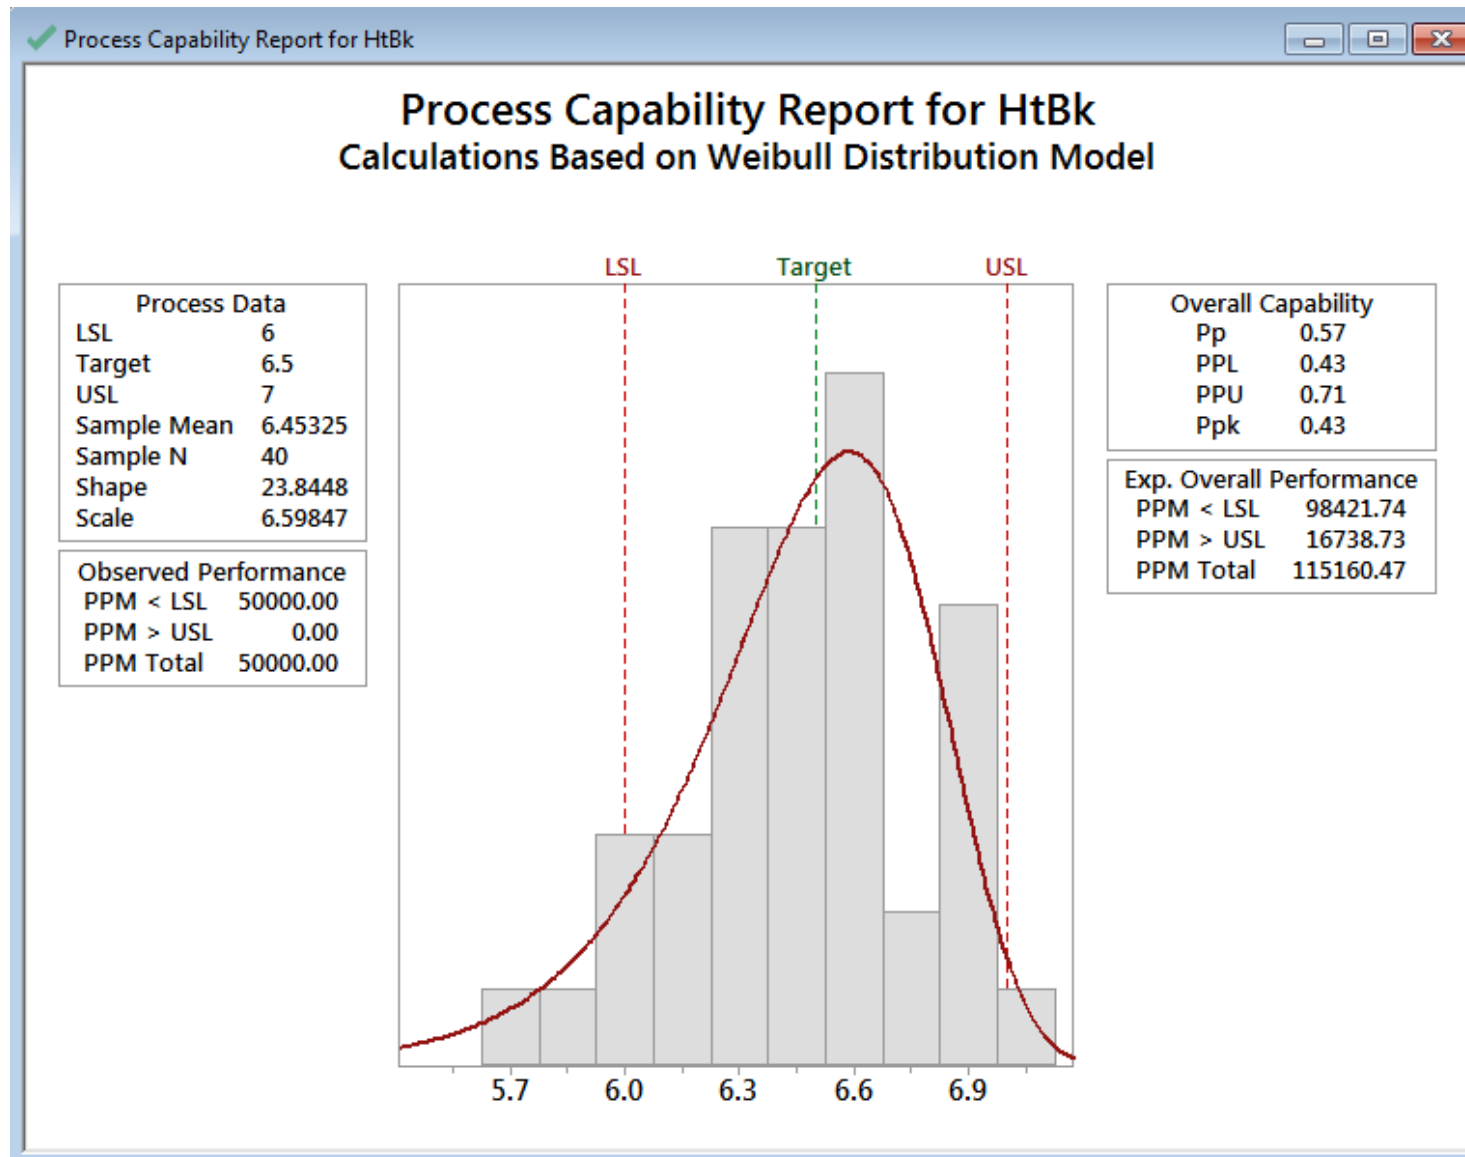 Process Capability Report for HtBk
Process Capability Report for HtBk
Calculations Based on Weibull Distribution Model
LSL Target USL
Process Data
LSL 6
Target 6.5
USL 7
Sample Mean 6.45325
Sample N 40
Shape 23.8448
Scale 6.59847
Observed Performance
PPM < LSL 50000.00
PPM > USL 0.00
PPM Total 50000.00
Overall Capability
Pp 0.57
PPL 0.43
PPU 0.71
Ppk 0.43
Exp. Overall Performance
PPM < LSL 98421.74
PPM > USL 16738.73
PPM Total 115160.47
5.7 6.0 6.3 6.6 6.9